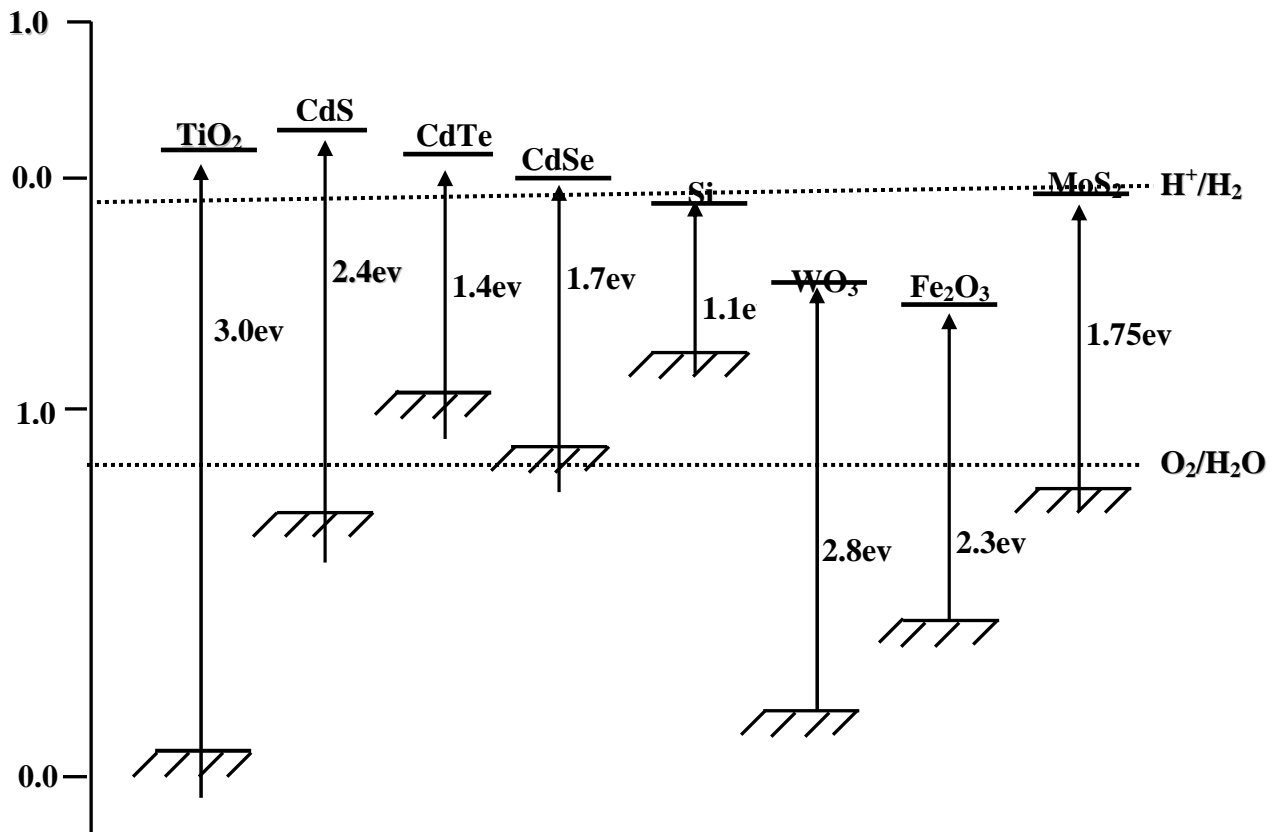 1.0
CdS
TiO₂
CdTe
CdSe
0.0
Si
MoS₂
H⁺/H₂
2.4ev
1.4ev
1.7ev
WO₃
Fe₂O₃
3.0ev
1.1e
1.75ev
1.0
O₂/H₂O
2.8ev
2.3ev
0.0